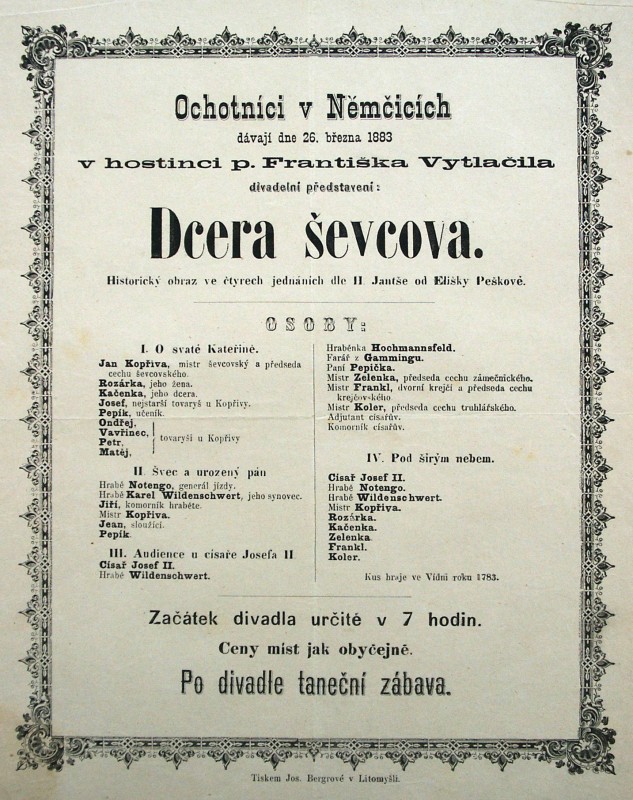 Ochotníci v Němčicích
dávají dne 26. března 1883
v hostinci p. Františka Vytlačila
divadelní představení:
Dcera ševcova.
Historický obraz ve čtyrech jednáních dle H. Jantše od Elišky Peškové.
OSOBY:
I. O svaté Kateřině.
Jan Kopřiva, mistr ševcovský a předseda
cechu ševcovského.
Rozárka, jeho žena.
Kačenka, jeho dcera.
Josef, nejstarší tovaryš u Kopřivy.
Pepík, učeník.
Ondřej.
Vavřinec,
Petr.
Matěj.
tovaryši u Kopřivy
II. Švec a urozený pán
Hrabě Notengo, generál jízdy.
Hrabě Karel Wildenschwert, jeho synovec.
Jiří, komorník hraběte.
Mistr Kopřiva.
Jean, sloužící.
Pepík.
III. Audience u císaře Josefa II
Císař Josef II.
Hrabě Wildenschwert.
Hraběnka Hochmannsfeld.
Farář z Gammingu.
Paní Pepička.
Mistr Zelenka, předseda cechu zámečnického.
Mistr Frankl, dvorní krejčí a předseda cechu
krejčovského.
Mistr Koler, předseda cechu truhlářského.
Adjutant císařův.
Komorník císařův.
IV. Pod širým nebem.
Císař Josef II.
Hrabě Notengo.
Hrabě Wildenschwert.
Mistr Kopřiva.
Rozárka.
Kačenka.
Zelenka.
Frankl.
Koler.
Kus hraje ve Vídni roku 1783.
Začátek divadla určitě v 7 hodin.
Ceny míst jak obyčejně.
Po divadle taneční zábava.
Tiskem Jos. Bergrové v Litomyšli.